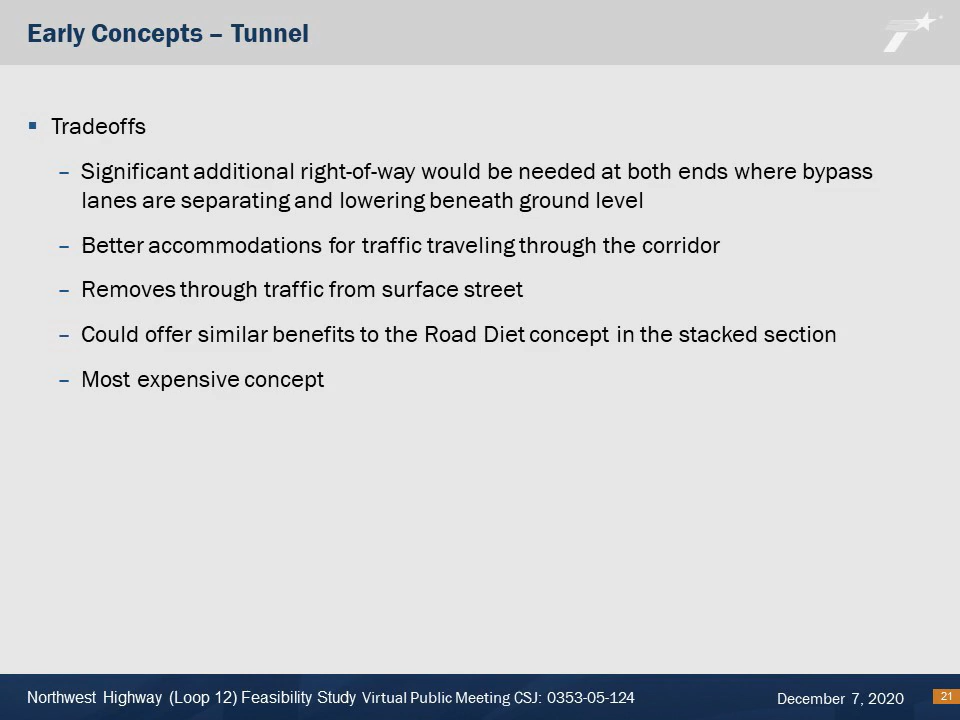 Early Concepts – Tunnel
▪ Tradeoffs
– Significant additional right-of-way would be needed at both ends where bypass
lanes are separating and lowering beneath ground level
– Better accommodations for traffic traveling through the corridor
– Removes through traffic from surface street
– Could offer similar benefits to the Road Diet concept in the stacked section
– Most expensive concept
Northwest Highway (Loop 12) Feasibility Study Virtual Public Meeting CSJ: 0353-05-124
December 7, 2020
21